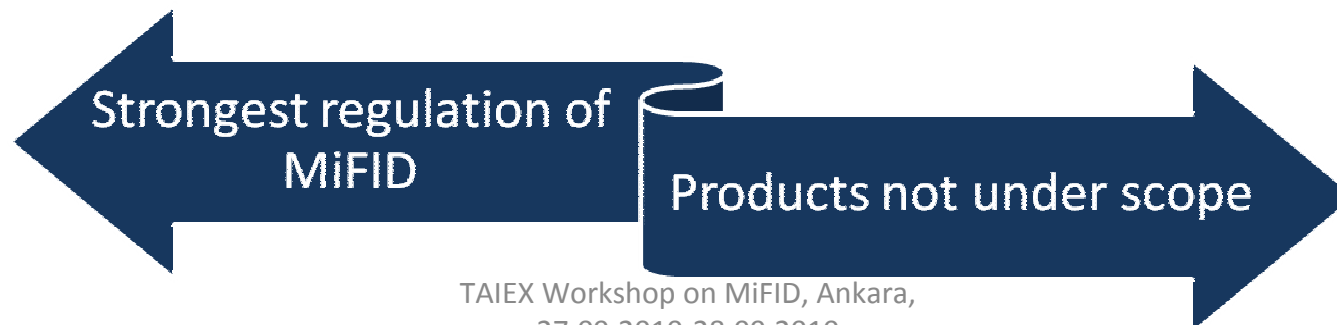 Strongest regulation of
MiFID
Products not under scope
TAIEX Workshop on MiFID, Ankara,